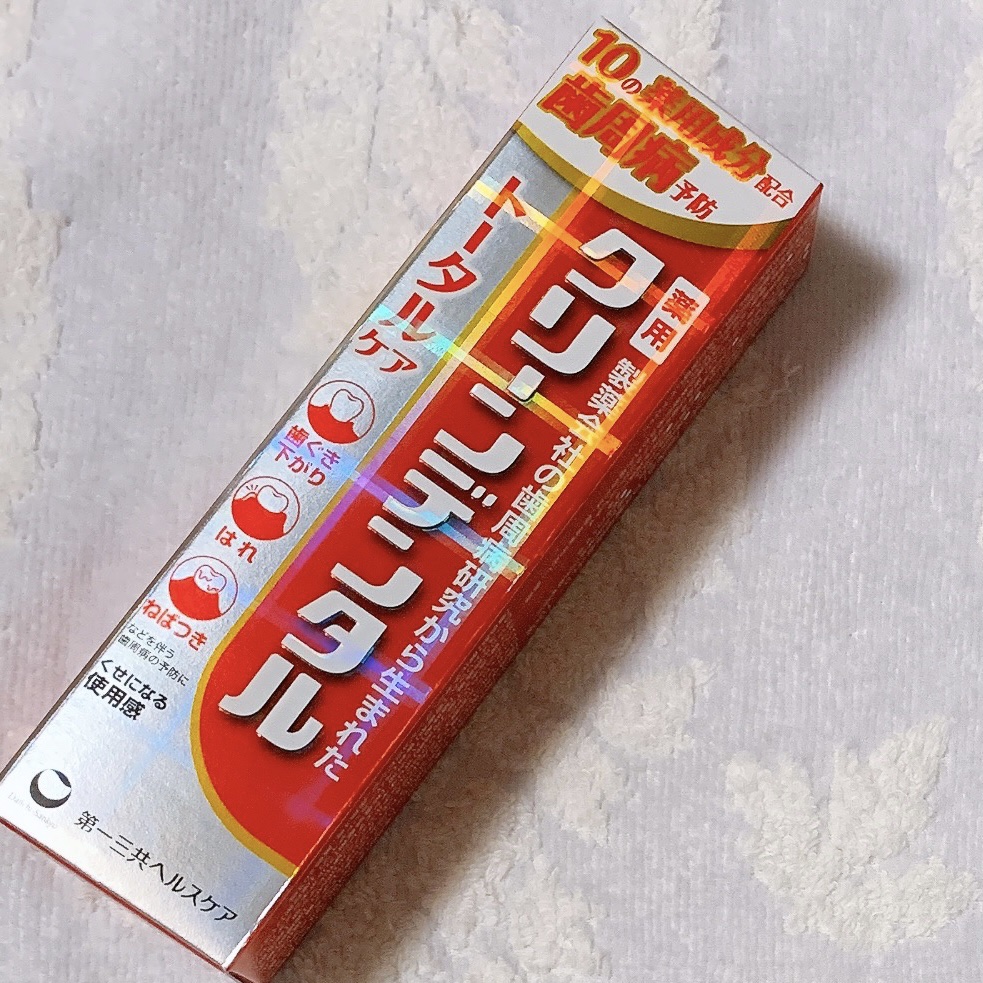 10の薬用成分配合
歯周病予防
薬用
製薬会社の歯周病研究から生まれた
クリーンデンタル
トータルケア
歯ぐき
下がり
はれ
ねばつき
などを伴う
歯周病の予防に
くせになる
使用感
第一三共ヘルスケア